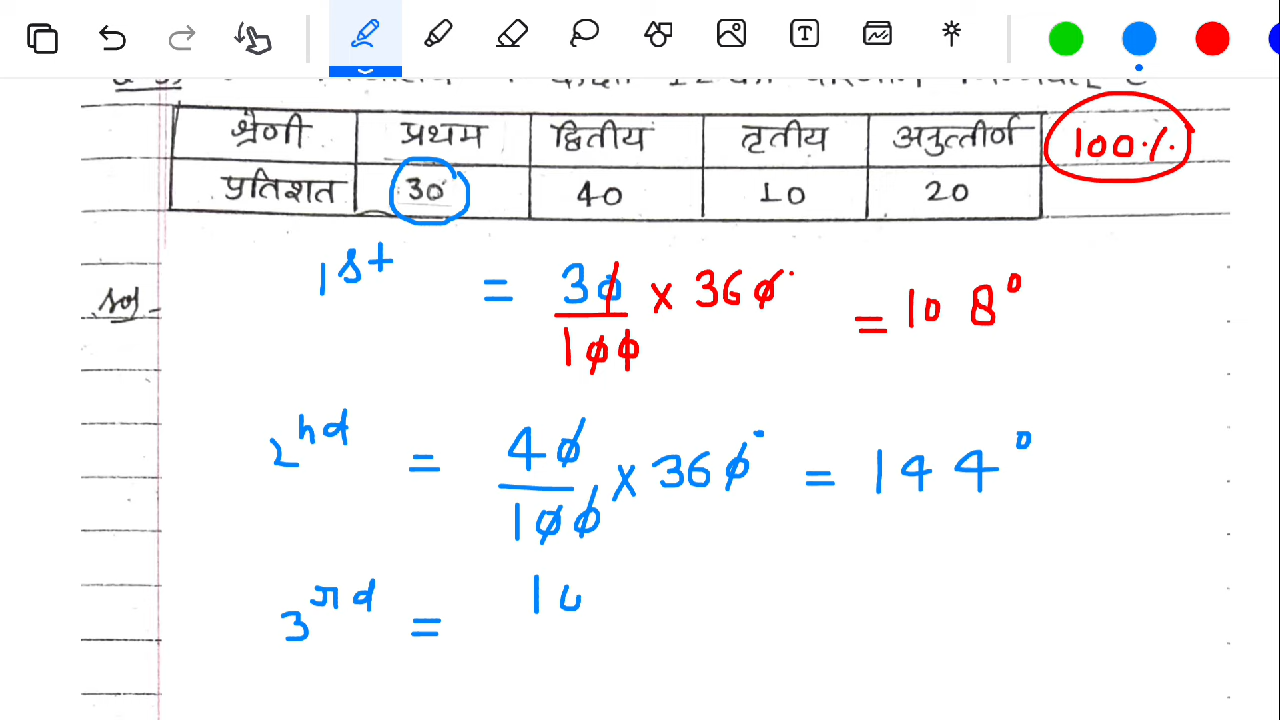 श्रेणी प्रथम द्वितीय तृतीय अनुत्तीर्ण 100%
प्रतिशत 30 40 10 20
Sol.
1st = 30/100 x 360° = 108°
2nd = 40/100 x 360° = 144°
3rd = 10